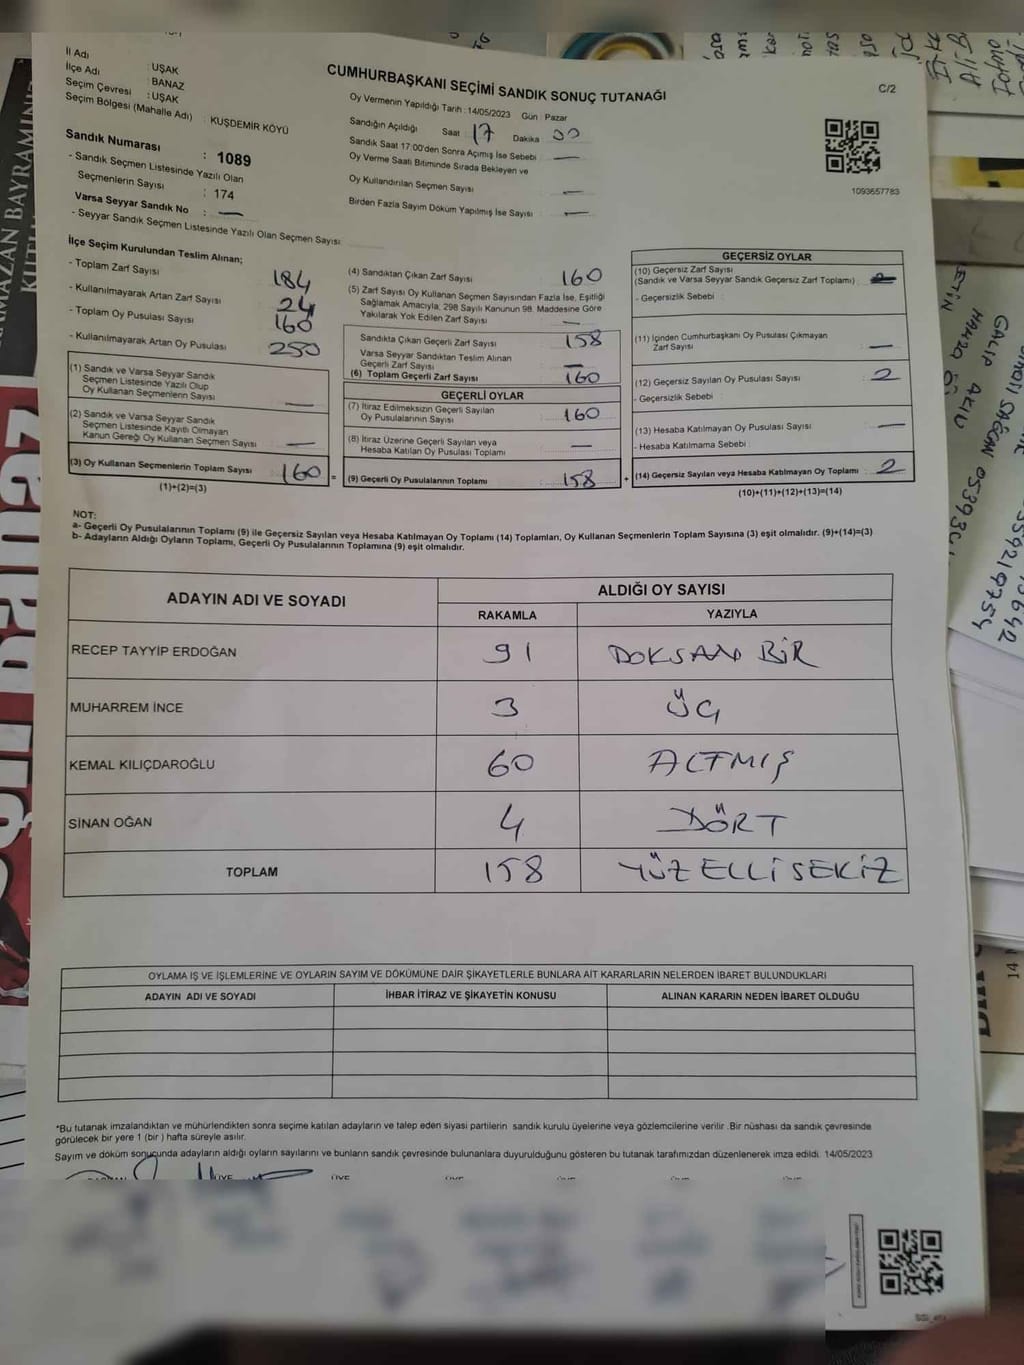 İl Adı : UŞAK
İlçe Adı : BANAZ
Seçim Çevresi : UŞAK
Seçim Bölgesi (Mahalle Adı) : KUŞDEMİR KÖYÜ
Sandık Numarası : 1089
- Sandık Seçmen Listesinde Yazılı Olan
Seçmenlerin Sayısı : 174
Varsa Seyyar Sandık No : —
- Seyyar Sandık Seçmen Listesinde Yazılı Olan Seçmen Sayısı
CUMHURBAŞKANI SEÇİMİ SANDIK SONUÇ TUTANAĞI
C/2
Oy Vermenin Yapıldığı Tarih : 14/05/2023 Gün : Pazar
Sandığın Açıldığı Saat 17 Dakika 00
Sandık Saat 17:00'den Sonra Açımış İse Sebebi : —
Oy Verme Saati Bitiminde Sırada Bekleyen ve
Oy Kullandırılan Seçmen Sayısı : —
Birden Fazla Sayım Döküm Yapılmış İse Sayısı : —
1093657783
İlçe Seçim Kurulundan Teslim Alınan;
- Toplam Zarf Sayısı 184
- Kullanılmayarak Artan Zarf Sayısı 24
- Toplam Oy Pusulası Sayısı 160
- Kullanılmayarak Artan Oy Pusulası 250
(1) Sandık ve Varsa Seyyar Sandık
Seçmen Listesinde Yazılı Olup
Oy Kullanan Seçmenlerin Sayısı —
(2) Sandık ve Varsa Seyyar Sandık
Seçmen Listesinde Kayıtlı Olmayan
Kanun Gereği Oy Kullanan Seçmen Sayısı —
(3) Oy Kullanan Seçmenlerin Toplam Sayısı 160
(1)+(2)=(3)
(4) Sandıktan Çıkan Zarf Sayısı 160
(5) Zarf Sayısı Oy Kullanan Seçmen Sayısından Fazla İse, Eşitliği
Sağlamak Amacıyla, 298 Sayılı Kanunun 98. Maddesine Göre
Yakılarak Yok Edilen Zarf Sayısı —
Sandıkta Çıkan Geçerli Zarf Sayısı 158
Varsa Seyyar Sandıktan Teslim Alınan
Geçerli Zarf Sayısı —
(6) Toplam Geçerli Zarf Sayısı 160
GEÇERLİ OYLAR
(7) İtiraz Edilmeksizin Geçerli Sayılan
Oy Pusulalarının Sayısı 160
(8) İtiraz Üzerine Geçerli Sayılan veya
Hesaba Katılan Oy Pusulası Toplamı —
= (9) Geçerli Oy Pusulalarının Toplamı 158 +
GEÇERSİZ OYLAR
(10) Geçersiz Zarf Sayısı
(Sandık ve Varsa Seyyar Sandık Geçersiz Zarf Toplamı) :
- Geçersizlik Sebebi :
(11) İçinden Cumhurbaşkanı Oy Pusulası Çıkmayan
Zarf Sayısı —
(12) Geçersiz Sayılan Oy Pusulası Sayısı : 2
- Geçersizlik Sebebi :
(13) Hesaba Katılmayan Oy Pusulası Sayısı : —
- Hesaba Katılmama Sebebi :
(14) Geçersiz Sayılan veya Hesaba Katılmayan Oy Toplamı : 2
(10)+(11)+(12)+(13)=(14)
NOT:
a- Geçerli Oy Pusulalarının Toplamı (9) ile Geçersiz Sayılan veya Hesaba Katılmayan Oy Toplamı (14) Toplamları, Oy Kullanan Seçmenlerin Toplam Sayısına (3) eşit olmalıdır. (9)+(14)=(3)
b- Adayların Aldığı Oyların Toplamı, Geçerli Oy Pusulalarının Toplamına (9) eşit olmalıdır.
ADAYIN ADI VE SOYADI
ALDIĞI OY SAYISI
RAKAMLA YAZIYLA
RECEP TAYYIP ERDOĞAN 91 DOKSAN BİR
MUHARREM İNCE 3 ÜÇ
KEMAL KILIÇDAROĞLU 60 ALTMIŞ
SİNAN OĞAN 4 DÖRT
TOPLAM 158 YÜZ ELLİ SEKİZ
OYLAMA İŞ VE İŞLEMLERİNE VE OYLARIN SAYIM VE DÖKÜMÜNE DAİR ŞİKAYETLERLE BUNLARA AİT KARARLARIN NELERDEN İBARET BULUNDUKLARI
ADAYIN ADI VE SOYADI İHBAR İTİRAZ VE ŞİKAYETİN KONUSU ALINAN KARARIN NEDEN İBARET OLDUĞU
*Bu tutanak imzalandıktan ve mühürlendikten sonra seçime katılan adayların ve talep eden siyasi partilerin sandık kurulu üyelerine veya gözlemcilerine verilir .Bir nüshası da sandık çevresinde
görülecek bir yere 1 (bir ) hafta süreyle asılır.
Sayım ve döküm sonucunda adayların aldığı oyların sayılarını ve bunların sandık çevresinde bulunanlara duyurulduğunu gösteren bu tutanak tarafımızdan düzenlenerek imza edildi. 14/05/2023
ÜYE ÜYE